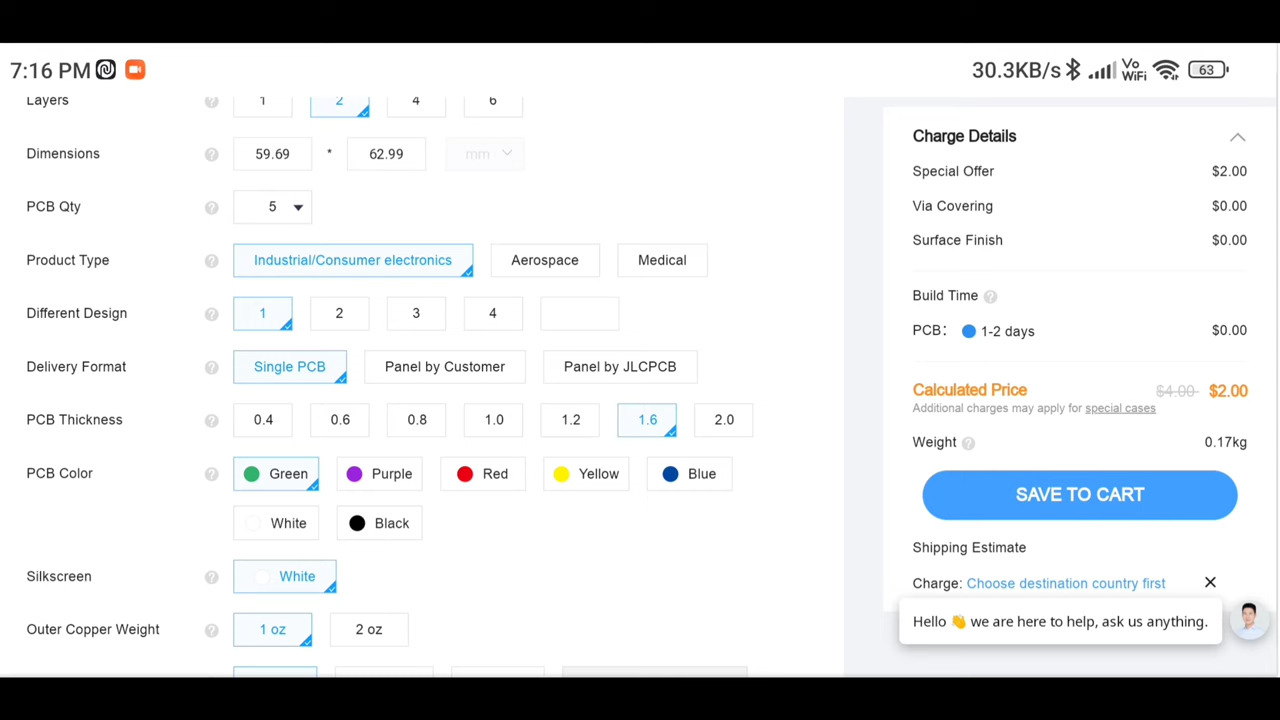 7:16 PM 30.3KB/s Vo WiFi 63
Layers ? 1 2 4 6
Dimensions ? 59.69 * 62.99 mm
PCB Qty ? 5
Product Type ? Industrial/Consumer electronics Aerospace Medical
Different Design ? 1 2 3 4
Delivery Format ? Single PCB Panel by Customer Panel by JLCPCB
PCB Thickness ? 0.4 0.6 0.8 1.0 1.2 1.6 2.0
PCB Color ? Green Purple Red Yellow Blue
White Black
Silkscreen ? White
Outer Copper Weight ? 1 oz 2 oz
Charge Details
Special Offer $2.00
Via Covering $0.00
Surface Finish $0.00
Build Time ?
PCB: 1-2 days $0.00
Calculated Price $4.00 $2.00
Additional charges may apply for special cases
Weight ? 0.17kg
SAVE TO CART
Shipping Estimate
Charge: Choose destination country first
Hello 👋 we are here to help, ask us anything.